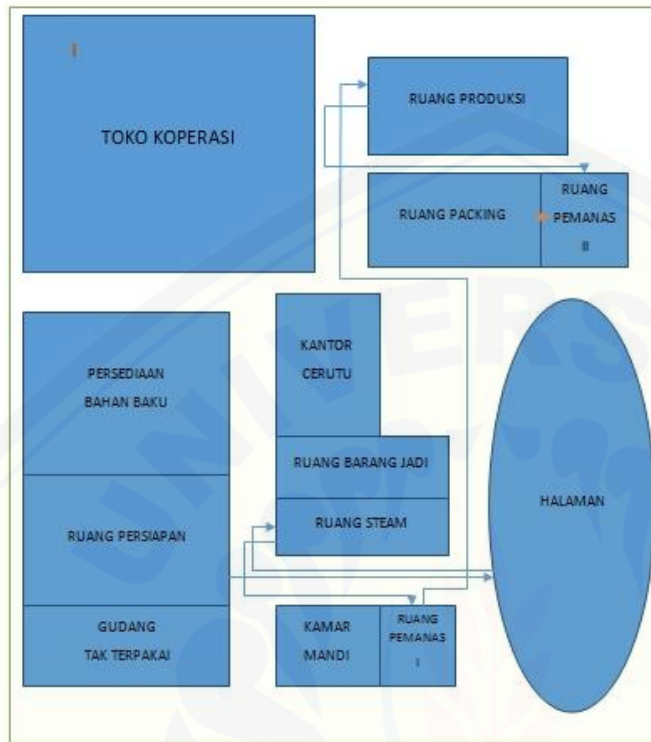 TOKO KOPERASI
RUANG PRODUKSI
RUANG PACKING
RUANG
PEMANAS
II
PERSEDIAAN
BAHAN BAKU
KANTOR
CERUTU
RUANG BARANG JADI
RUANG PERSIAPAN
RUANG STEAM
HALAMAN
GUDANG
TAK TERPAKAI
KAMAR
MANDI
RUANG
PEMANAS
I
UNIVERS